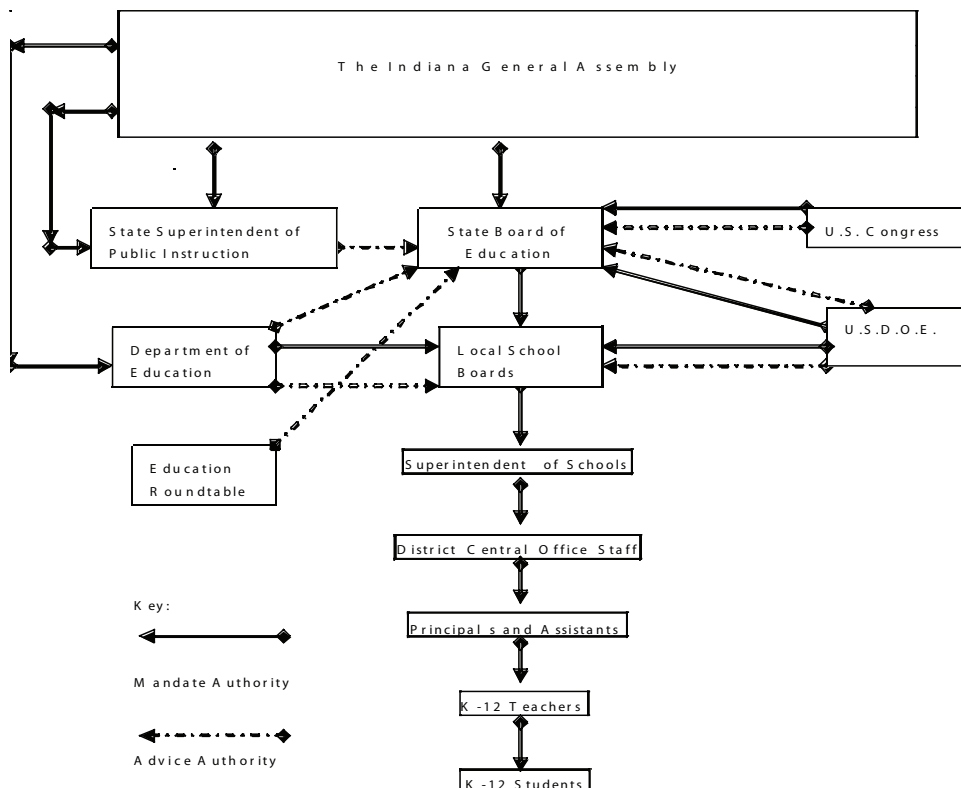 The Indiana General Assembly
State Superintendent of
Public Instruction
State Board of
Education
U.S. Congress
U.S.D.O.E.
Department of
Education
Local School
Boards
Education
Roundtable
Superintendent of Schools
District Central Office Staff
Principals and Assistants
K-12 Teachers
K-12 Students
Key:
Mandate Authority
Advice Authority